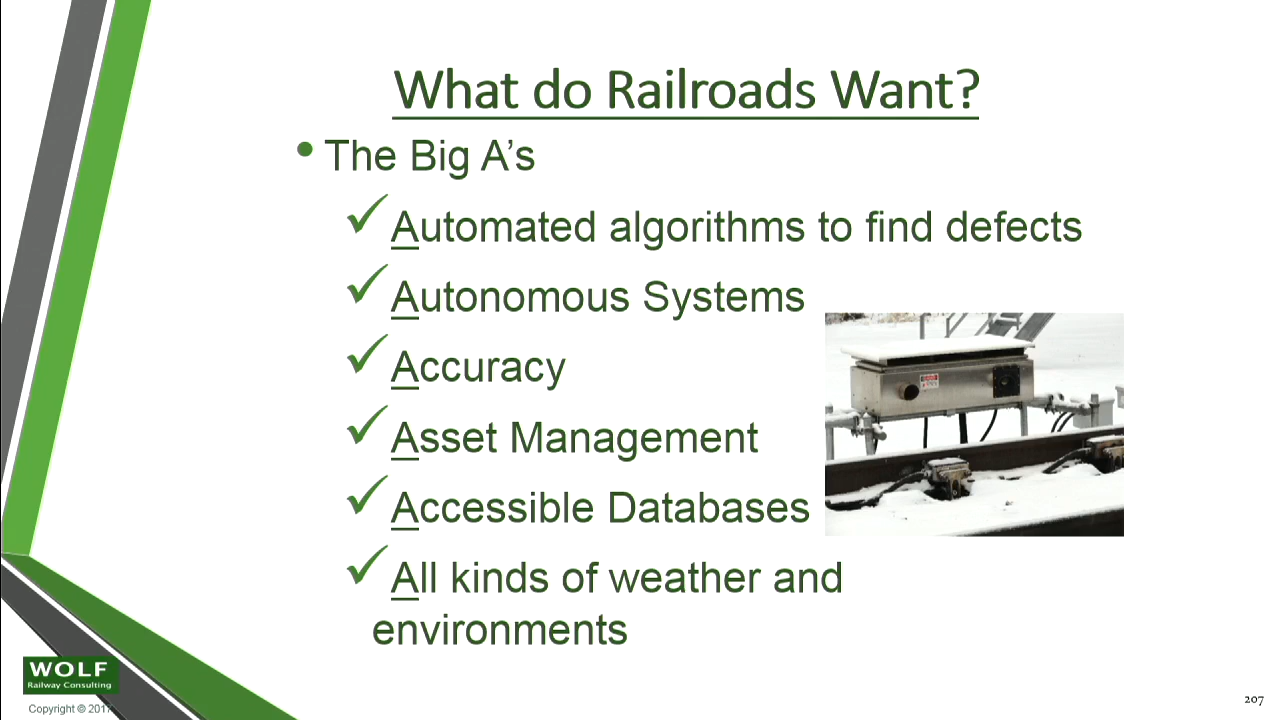 What do Railroads Want?
• The Big A’s
✓ Automated algorithms to find defects
✓ Autonomous Systems
✓ Accuracy
✓ Asset Management
✓ Accessible Databases
✓ All kinds of weather and
environments
WOLF
Railway Consulting
Copyright © 2017
207